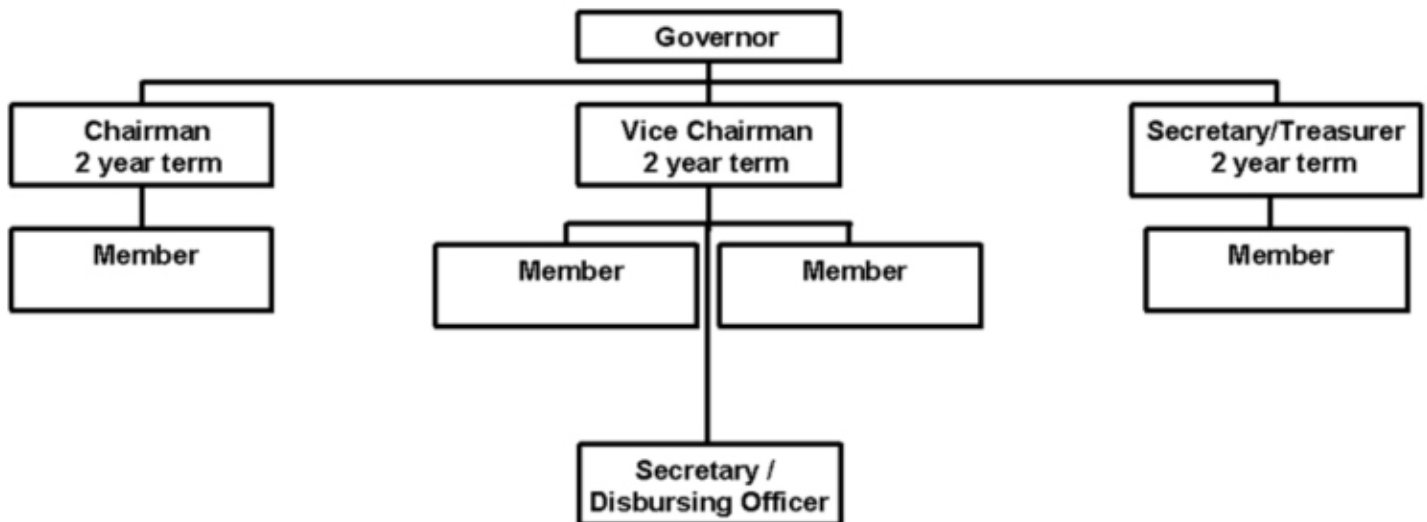 Governor
Chairman
2 year term
Vice Chairman
2 year term
Secretary/Treasurer
2 year term
Member
Member
Member
Member
Secretary /
Disbursing Officer